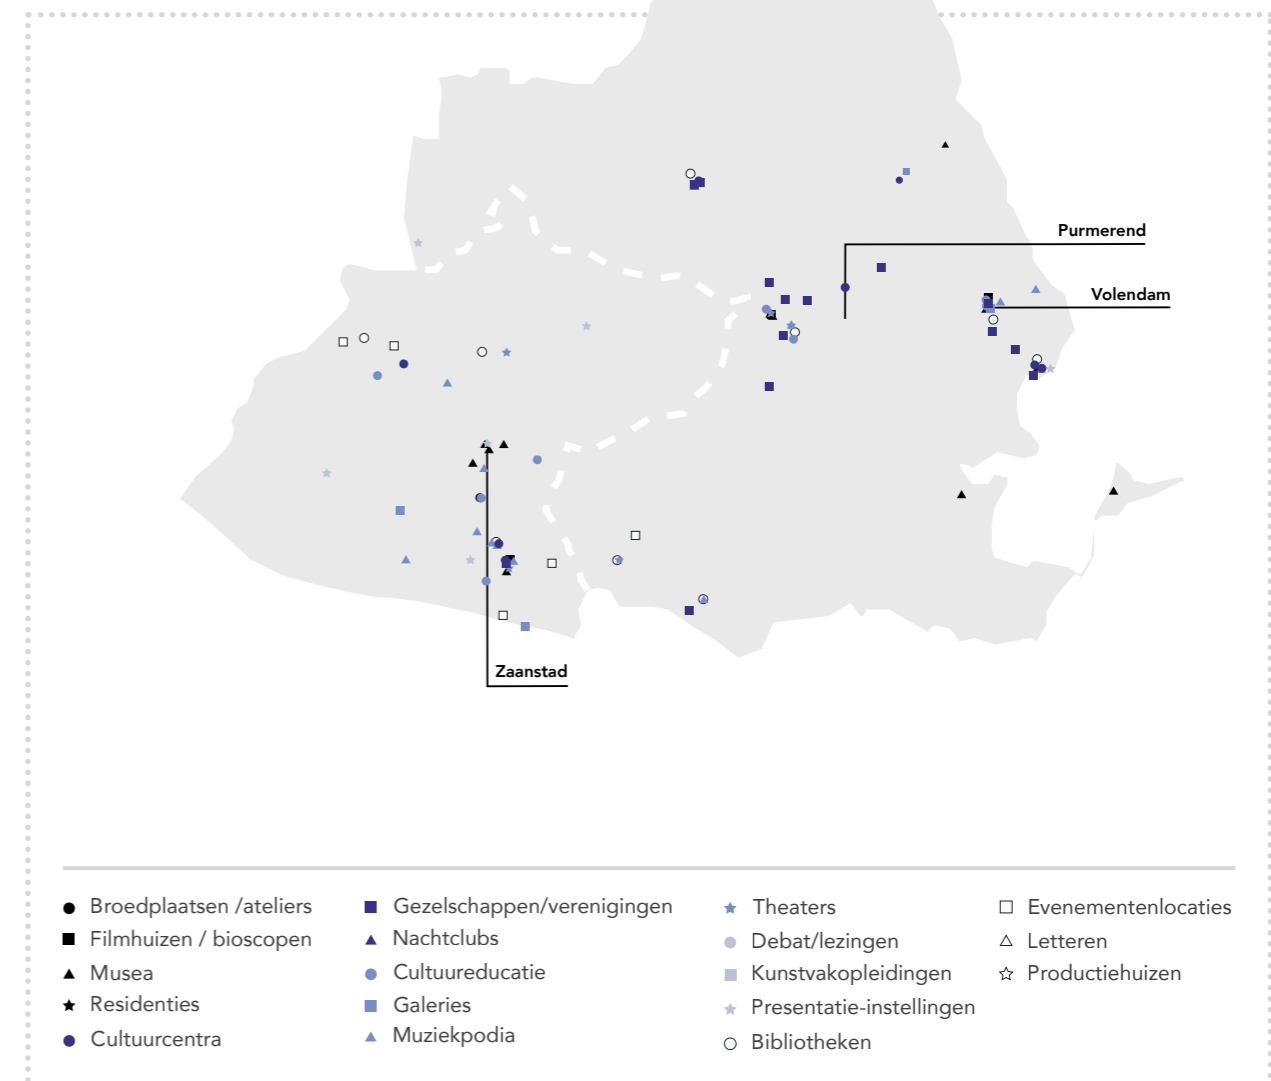 Purmerend
Volendam
Zaanstad
Broedplaatsen /ateliers
Filmhuizen / bioscopen
Musea
Residenties
Cultuurcentra
Gezelschappen/verenigingen
Nachtclubs
Cultuureducatie
Galeries
Muziekpodia
Theaters
Debat/lezingen
Kunstvakopleidingen
Presentatie-instellingen
Bibliotheken
Evenementenlocaties
Letteren
Productiehuizen